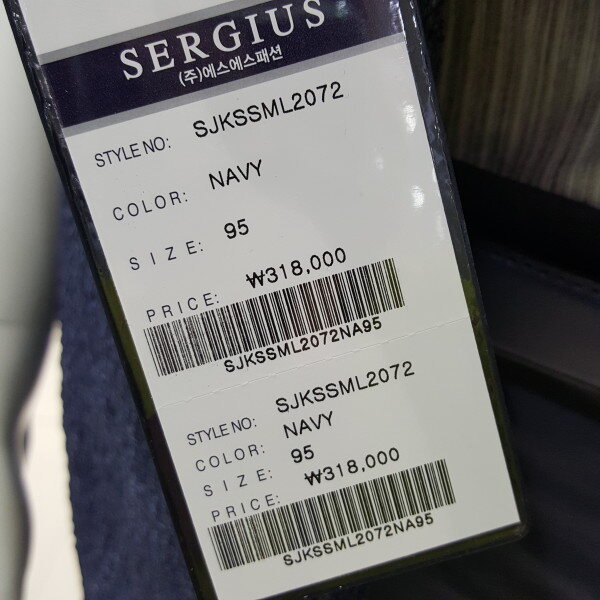 SERGIUS
(주)에스에스패션
STYLE NO: SJKSSML2072
COLOR: NAVY
SIZE: 95
PRICE: ₩318,000
SJKSSML2072NA95
STYLE NO: SJKSSML2072
COLOR: NAVY
SIZE: 95
PRICE: ₩318,000
SJKSSML2072NA95